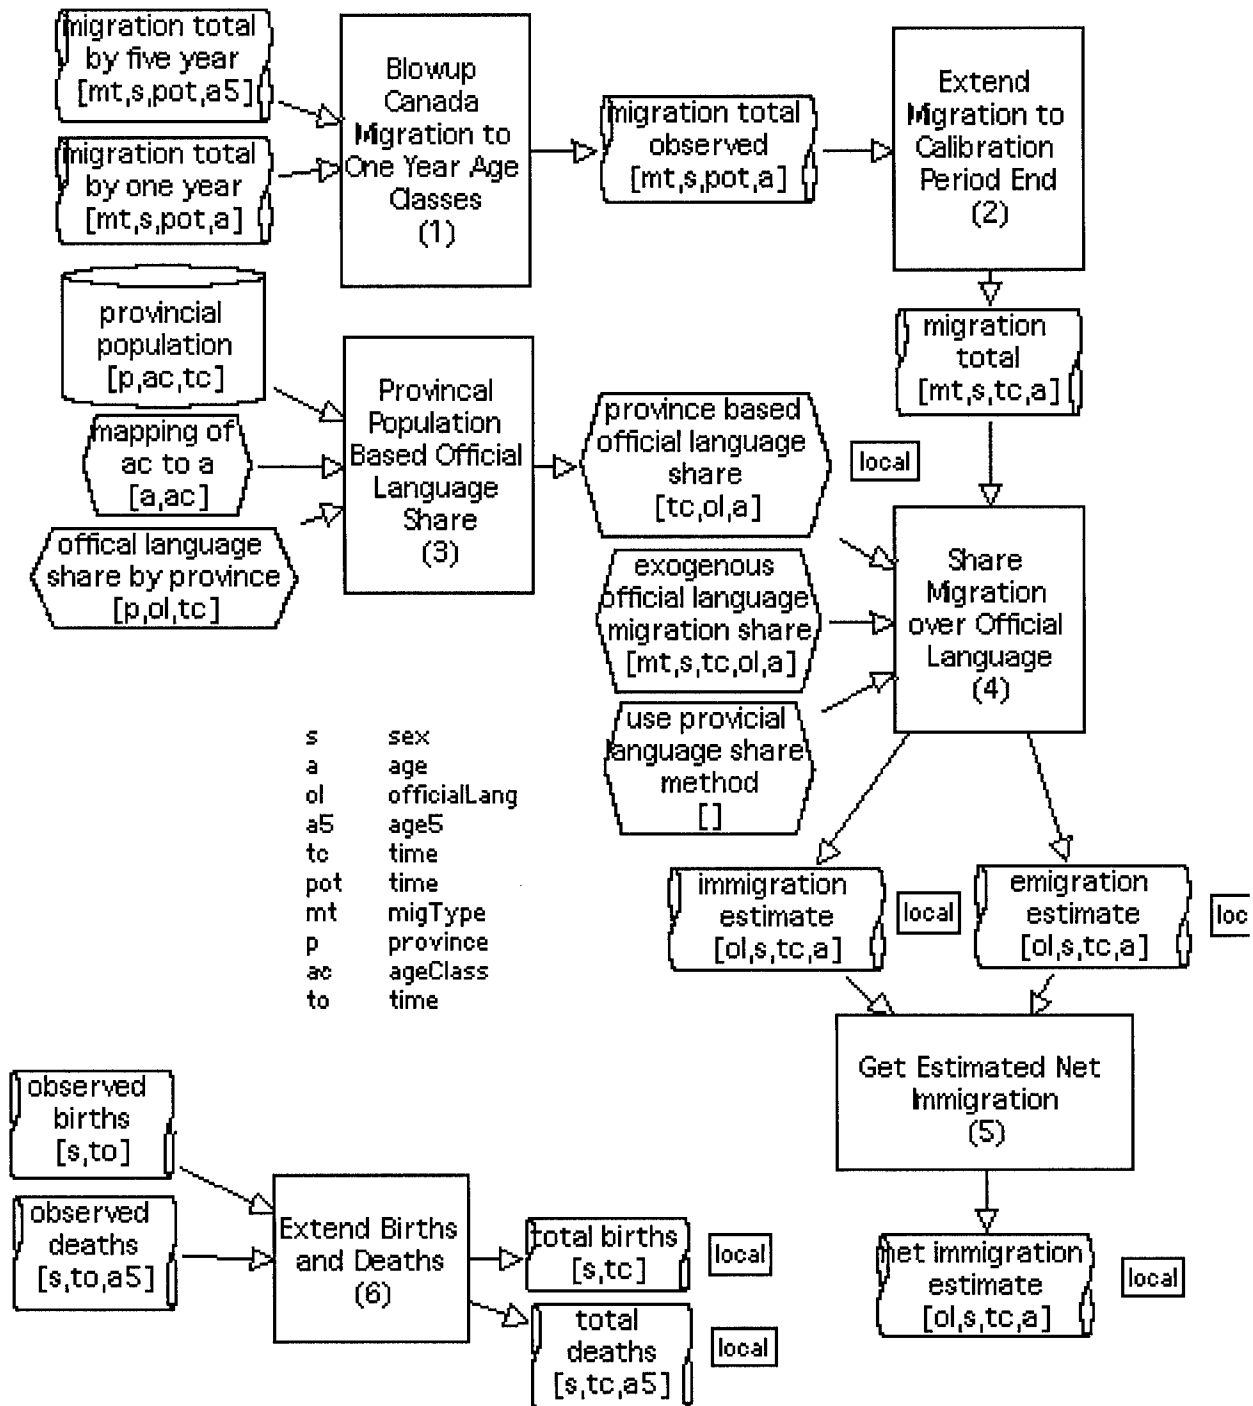 migration total
by five year
[mt,s,pot,a5]
migration total
by one year
[mt,s,pot,a]
Blowup
Canada
Migration to
One Year Age
Classes
(1)
migration total
observed
[mt,s,pot,a]
Extend
Migration to
Calibration
Period End
(2)
migration
total
[mt,s,tc,a]
provincial
population
[p,ac,tc]
mapping of
ac to a
[a,ac]
offical language
share by province
[p,ol,tc]
Provincal
Population
Based Official
Language
Share
(3)
province based
official language
share
[tc,ol,a]
local
exogenous
official language
migration share
[mt,s,tc,ol,a]
use provicial
language share
method
[]
Share
Migration
over Official
Language
(4)
s sex
a age
ol officialLang
a5 age5
tc time
pot time
mt migType
p province
ac ageClass
to time
immigration
estimate
[ol,s,tc,a]
local
emigration
estimate
[ol,s,tc,a]
loc
Get Estimated Net
Immigration
(5)
net immigration
estimate
[ol,s,tc,a]
local
observed
births
[s,to]
observed
deaths
[s,to,a5]
Extend Births
and Deaths
(6)
total births
[s,tc]
local
total
deaths
[s,tc,a5]
local